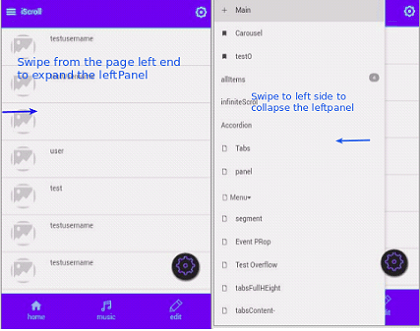 iScroll
testusername
Swipe from the page left end
to expand the leftPanel
user
test
testusername
testusername
home
music
edit
Main
Carousel
test0
allItems
infiniteScroll
Swipe to left side to
collapse the leftpanel
Accordion
Tabs
panel
Menu
segment
Event PRop
Test Overflow
tabsFullHEight
tabsContent-